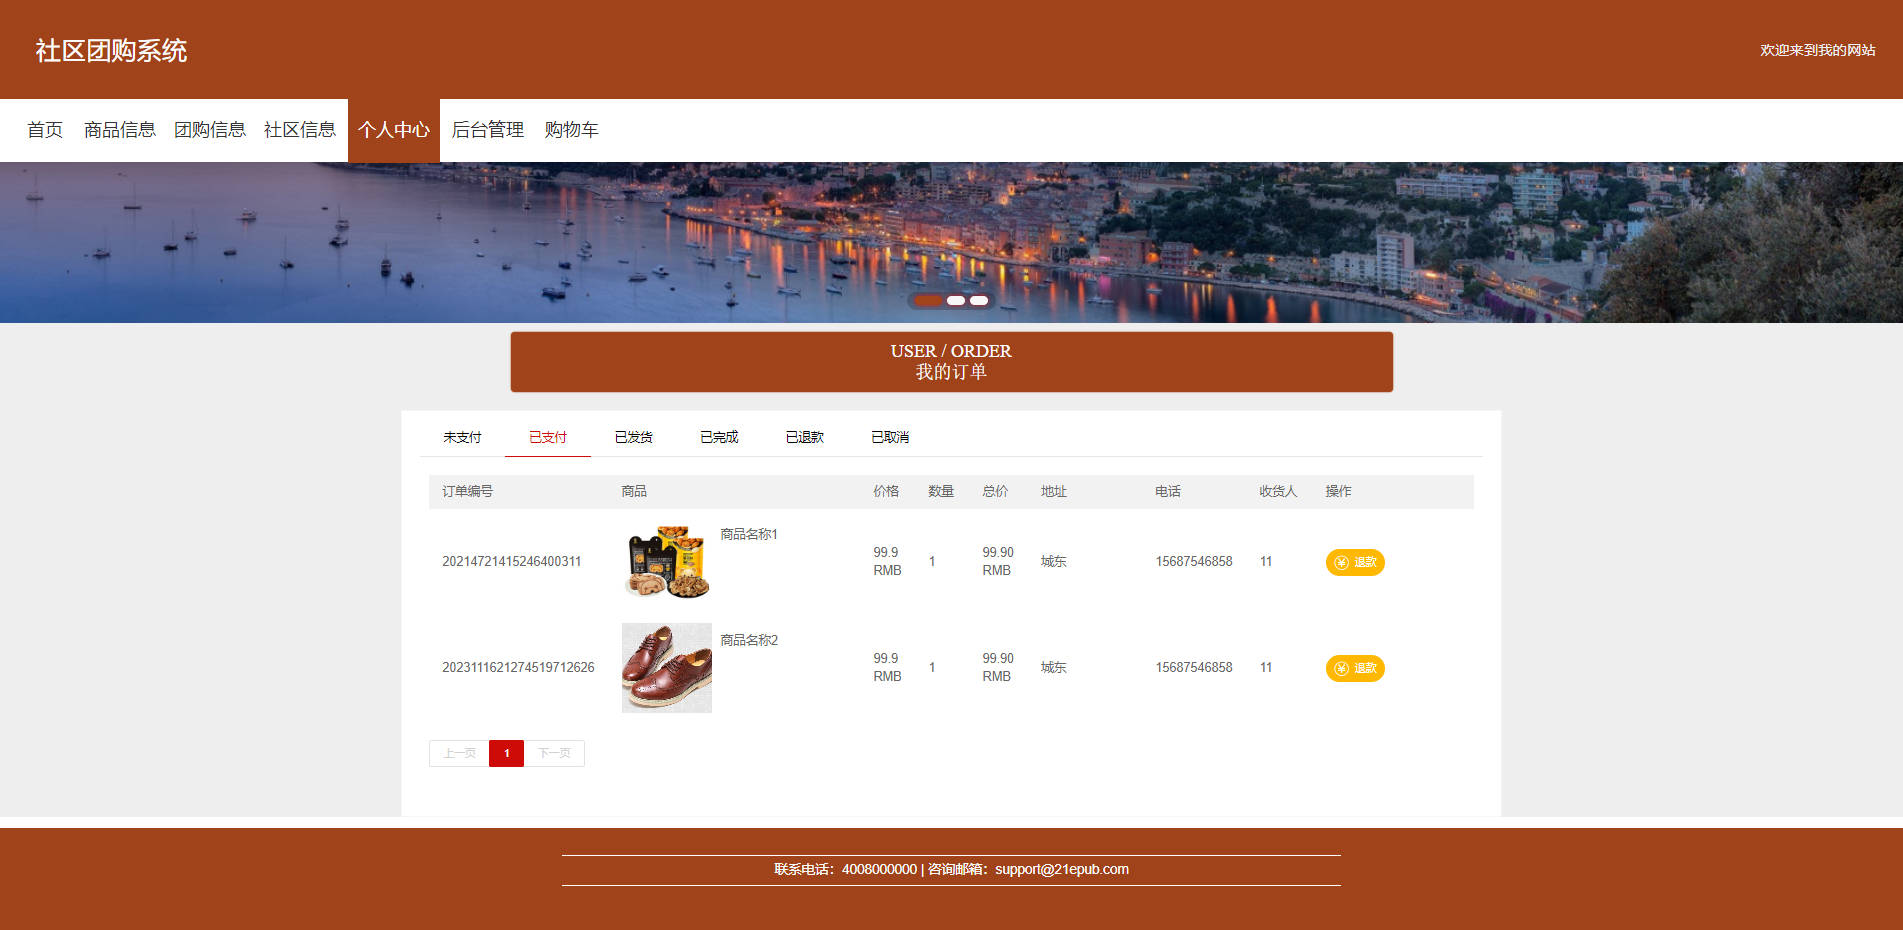 社区团购系统
欢迎来到我的网站
首页 商品信息 团购信息 社区信息 个人中心 后台管理 购物车
USER / ORDER
我的订单
未支付 已支付 已发货 已完成 已退款 已取消
订单编号 商品 价格 数量 总价 地址 电话 收货人 操作
20214721415246400311 商品名称1 99.9 RMB 1 99.90 RMB 城东 15687546858 11 退款
2023111621274519712626 商品名称2 99.9 RMB 1 99.90 RMB 城东 15687546858 11 退款
上一页 1 下一页
联系电话：4008000000 | 咨询邮箱：support@21epub.com